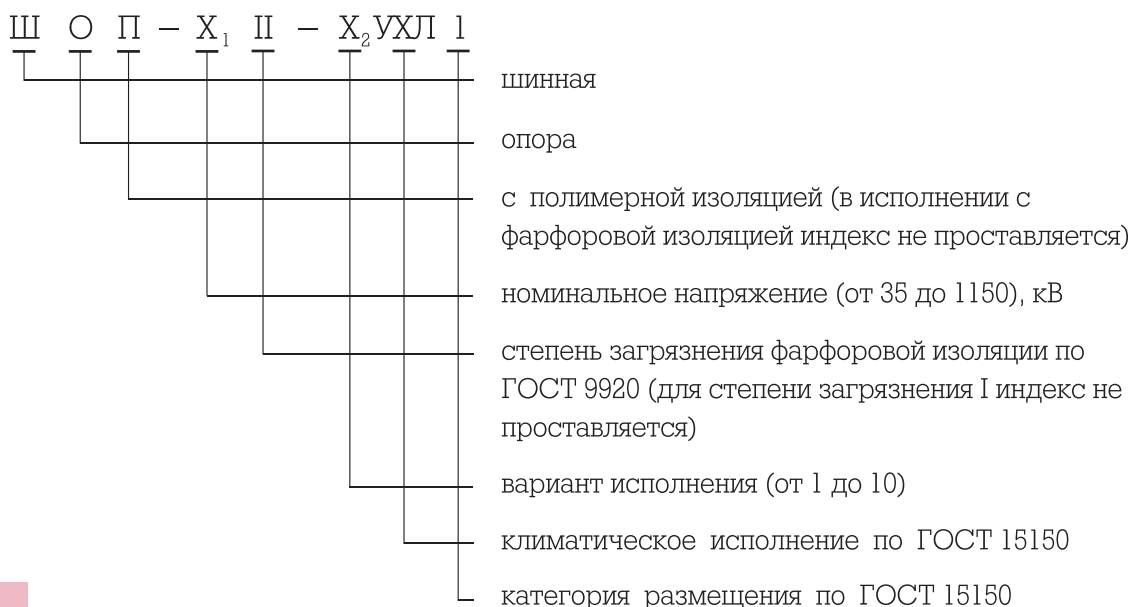 Ш О П – X₁ II – X₂ УХЛ 1
шинная
опора
с полимерной изоляцией (в исполнении с
фарфоровой изоляцией индекс не проставляется)
номинальное напряжение (от 35 до 1150), кВ
степень загрязнения фарфоровой изоляции по
ГОСТ 9920 (для степени загрязнения I индекс не
проставляется)
вариант исполнения (от 1 до 10)
климатическое исполнение по ГОСТ 15150
категория размещения по ГОСТ 15150